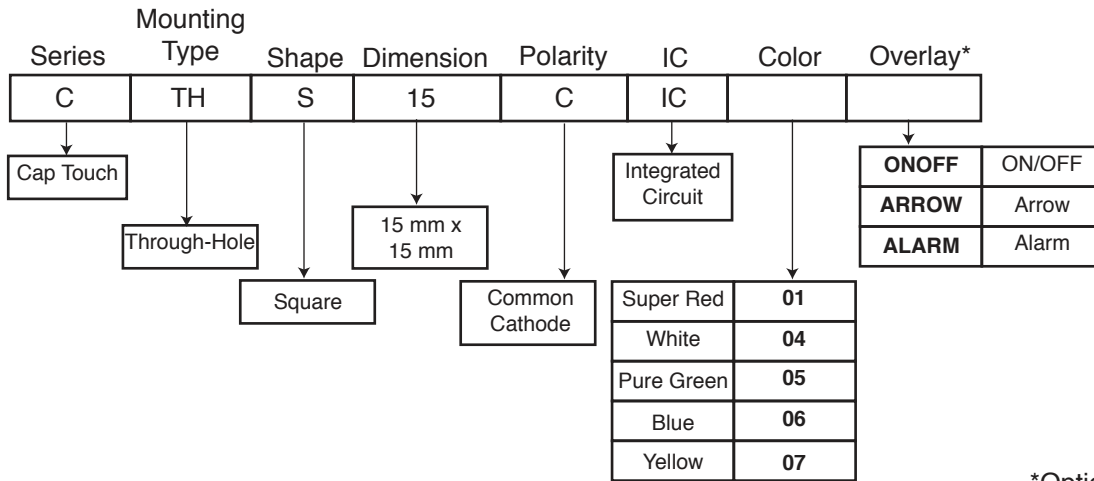 Mounting
Series Type Shape Dimension Polarity IC Color Overlay*
C TH S 15 C IC
Cap Touch
Through-Hole
Square
15 mm x
15 mm
Common
Cathode
Integrated
Circuit
Super Red 01
White 04
Pure Green 05
Blue 06
Yellow 07
ONOFF ON/OFF
ARROW Arrow
ALARM Alarm